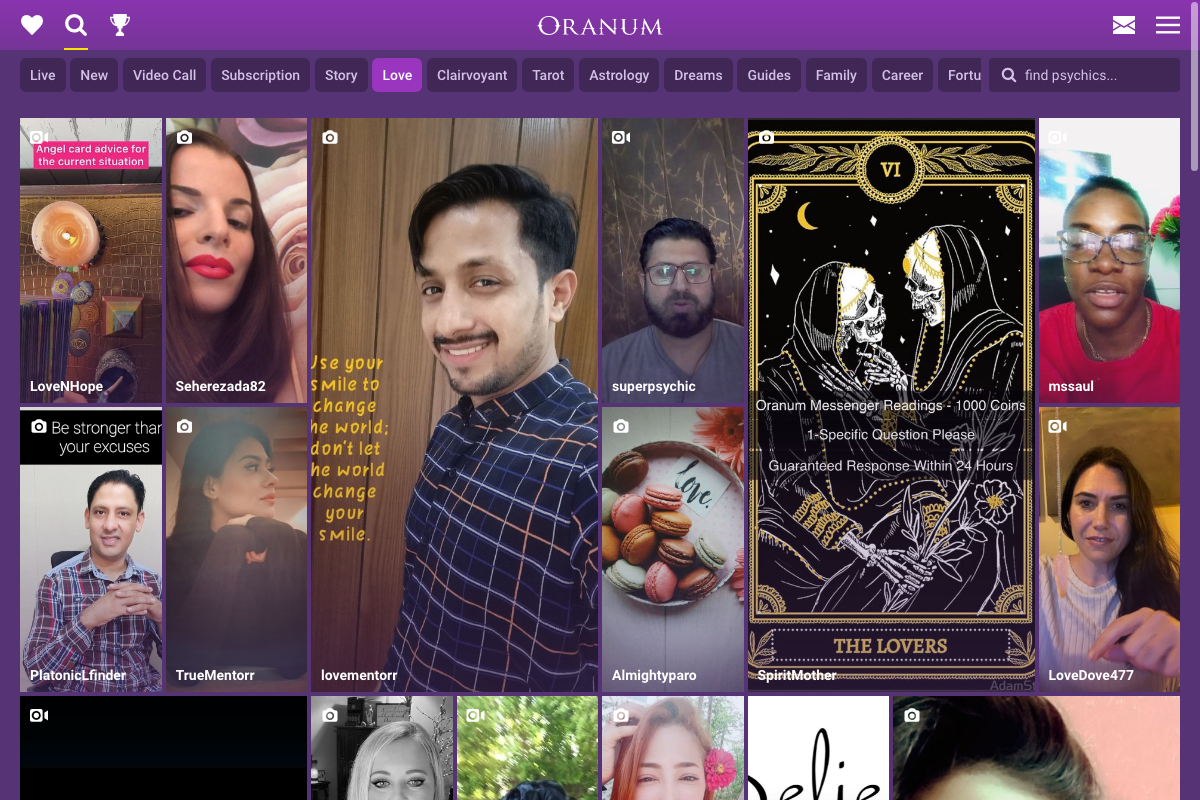 ORANUM
Live
New
Video Call
Subscription
Story
Love
Clairvoyant
Tarot
Astrology
Dreams
Guides
Family
Career
Fortu
find psychics...
Angel card advice for
the current situation
LoveNHope
Seherezada82
Use your
smile to
change
the world;
don't let
the world
change
your
smile.
lovementorr
superpsychic
VI
Oranum Messenger Readings - 1000 Coins
1-Specific Question Please
Guaranteed Response Within 24 Hours
THE LOVERS
SpiritMother
AdamS
mssaul
Be stronger than
your excuses
PlatonicLfinder
TrueMentorr
love.
Almightyparo
LoveDove477
elie